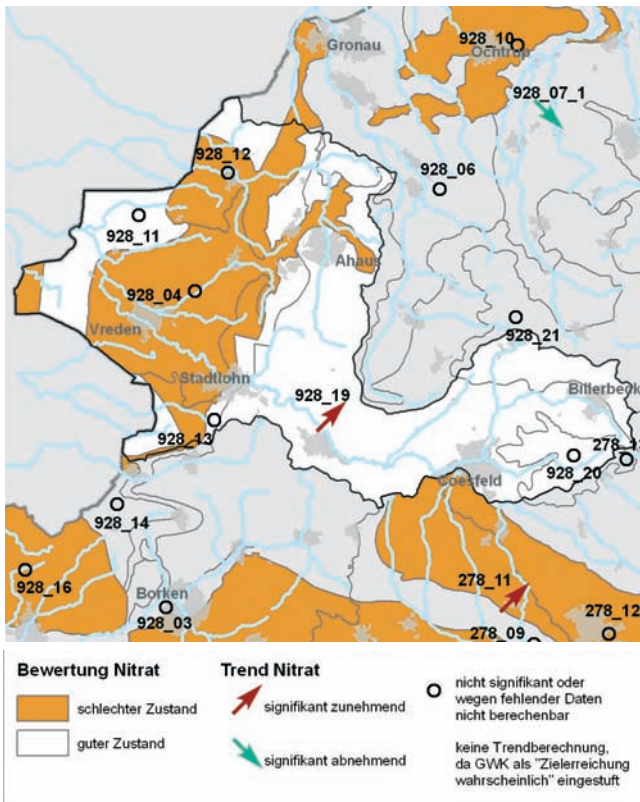 Gronau
928_10
Ochtrup
928_07_1
928_12
928_06
928_11
Ahaus
928_04
Vreden
928_21
Stadtlohn
928_19
Billerbeck
928_13
278_1
928_20
Coesfeld
928_14
928_16
278_11
Borken
928_03
278_12
278_09
Bewertung Nitrat
schlechter Zustand
guter Zustand
Trend Nitrat
signifikant zunehmend
signifikant abnehmend
nicht signifikant oder
wegen fehlender Daten
nicht berechenbar
keine Trendberechnung,
da GWK als "Zielerreichung
wahrscheinlich" eingestuft